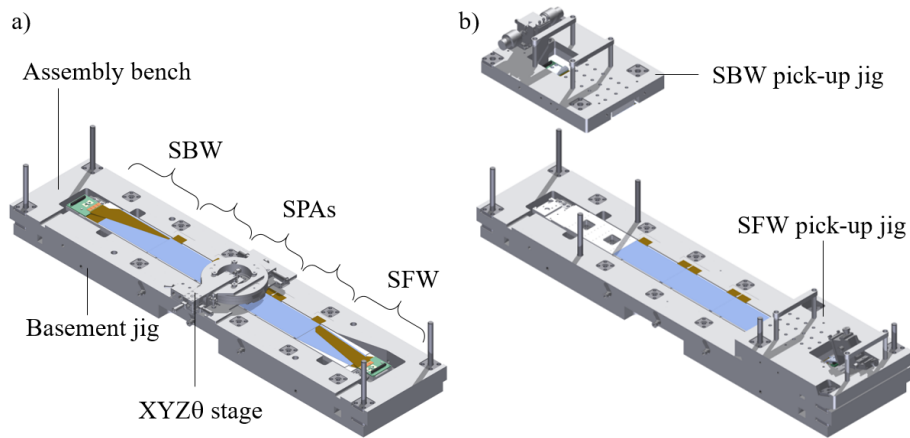 a)
Assembly bench
SBW
SPAs
SFW
Basement jig
XYZθ stage
b)
SBW pick-up jig
SFW pick-up jig